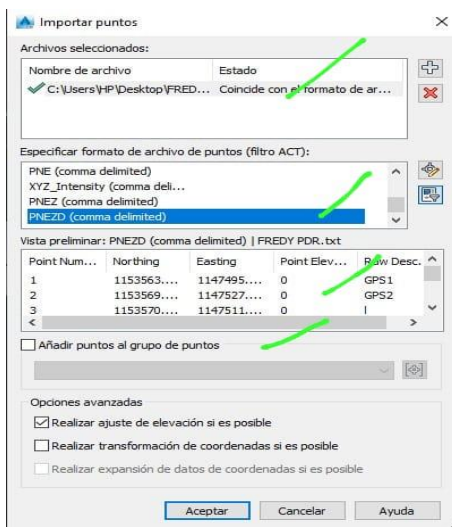 Importar puntos
Archivos seleccionados:
Nombre de archivo Estado
C:\Users\HP\Desktop\FRED... Coincide con el formato de ar...
Especificar formato de archivo de puntos (filtro ACT):
PNE (comma delimited)
XYZ_Intensity (comma deli...
PNEZ (comma delimited)
PNEZD (comma delimited)
Vista preliminar: PNEZD (comma delimited) | FREDY PDR.txt
Point Num... Northing Easting Point Elev... Raw Desc.
1 1153563.... 1147495.... 0 GPS1
2 1153569.... 1147527.... 0 GPS2
3 1153570.... 1147511.... 0
Añadir puntos al grupo de puntos
Opciones avanzadas
Realizar ajuste de elevación si es posible
Realizar transformación de coordenadas si es posible
Realizar expansión de datos de coordenadas si es posible
Aceptar Cancelar Ayuda